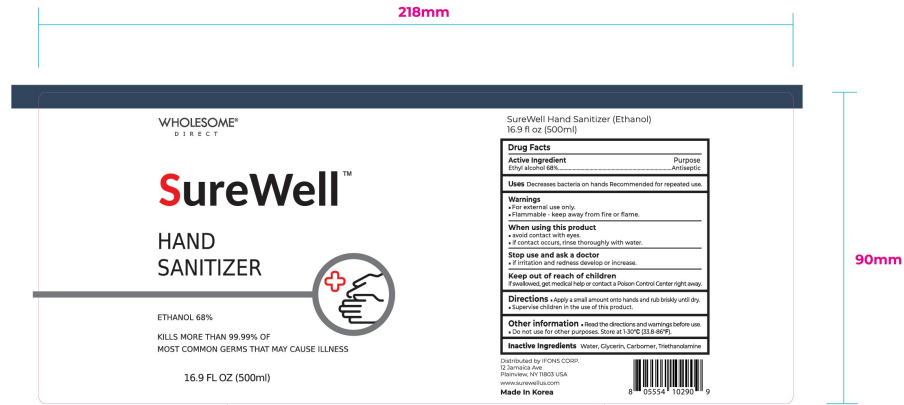 218mm
WHOLESOME®
DIRECT
SureWell™
HAND
SANITIZER
ETHANOL 68%
KILLS MORE THAN 99.99% OF
MOST COMMON GERMS THAT MAY CAUSE ILLNESS
16.9 FL OZ (500ml)
SureWell Hand Sanitizer (Ethanol)
16.9 fl oz (500ml)
Drug Facts
Active Ingredient Purpose
Ethyl alcohol 68%........................Antiseptic
Uses Decreases bacteria on hands Recommended for repeated use.
Warnings
• For external use only.
• Flammable - keep away from fire or flame.
When using this product
• avoid contact with eyes.
• if contact occurs, rinse thoroughly with water.
Stop use and ask a doctor
• if irritation and redness develop or increase.
Keep out of reach of children
If swallowed, get medical help or contact a Poison Control Center right away.
Directions • Apply a small amount onto hands and rub briskly until dry.
• Supervise children in the use of this product.
Other information • Read the directions and warnings before use.
• Do not use for other purposes. Store at 1-30°C (33.8-86°F).
Inactive Ingredients Water, Glycerin, Carbomer, Triethanolamine
Distributed by IFONS CORP.
12 Jamaica Ave
Plainview, NY 11803 USA
www.surewellus.com
Made In Korea
8 05554 10290 9
90mm